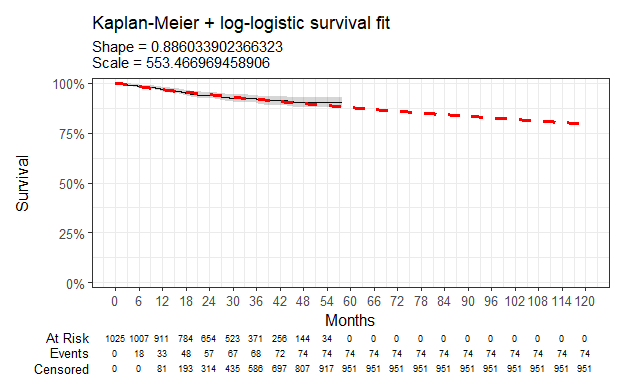 Kaplan-Meier + log-logistic survival fit
Shape = 0.886033902366323
Scale = 553.466969458906
100%
75%
50%
25%
0%
Survival
0 6 12 18 24 30 36 42 48 54 60 66 72 78 84 90 96 102 108 114 120
Months
At Risk 1025 1007 911 784 654 523 371 256 144 34 0 0 0 0 0 0 0 0 0 0 0
Events 0 18 33 48 57 67 68 72 74 74 74 74 74 74 74 74 74 74 74 74 74
Censored 0 0 81 193 314 435 586 697 807 917 951 951 951 951 951 951 951 951 951 951 951